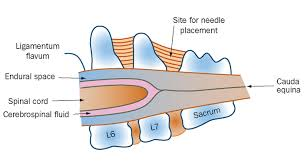 Site for needle
placement
Ligamentum
flavum
Endural space
Spinal cord
Cerebrospinal fluid
Cauda
equina
L6
L7
Sacrum